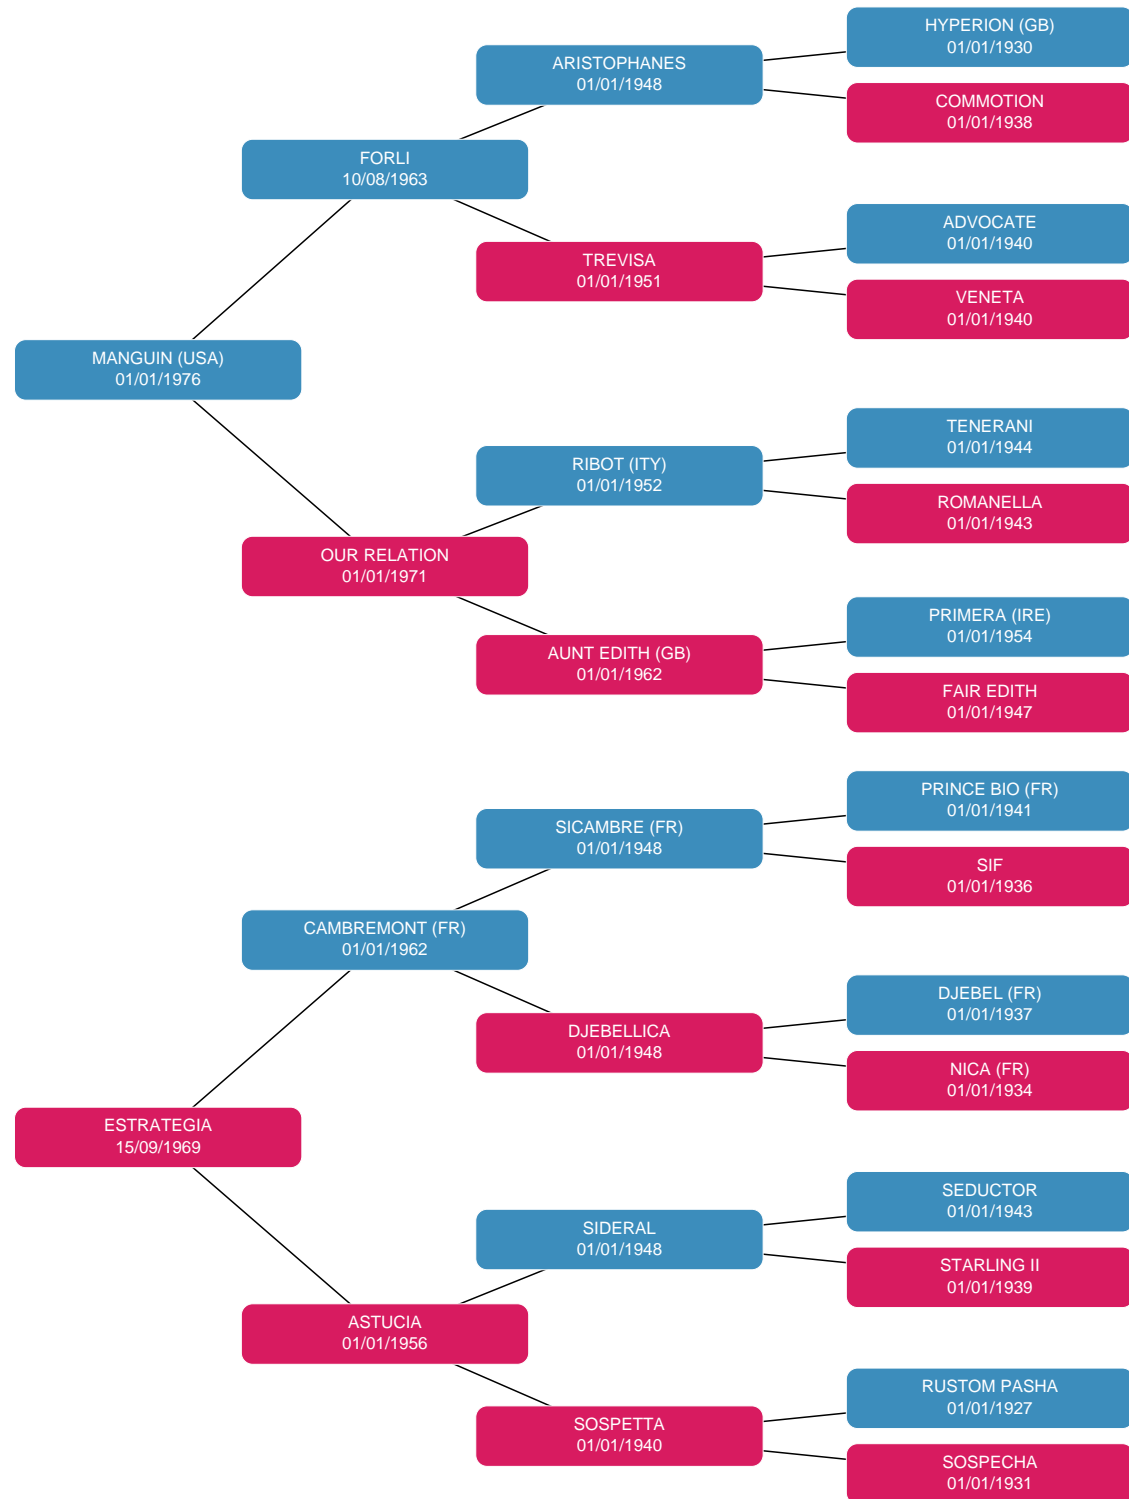 HYPERION (GB)
01/01/1930
ARISTOPHANES
01/01/1948
COMMOTION
01/01/1938
FORLI
10/08/1963
ADVOCATE
01/01/1940
TREVISA
01/01/1951
VENETA
01/01/1940
MANGUIN (USA)
01/01/1976
TENERANI
01/01/1944
RIBOT (ITY)
01/01/1952
ROMANELLA
01/01/1943
OUR RELATION
01/01/1971
PRIMERA (IRE)
01/01/1954
AUNT EDITH (GB)
01/01/1962
FAIR EDITH
01/01/1947
PRINCE BIO (FR)
01/01/1941
SICAMBRE (FR)
01/01/1948
SIF
01/01/1936
CAMBREMONT (FR)
01/01/1962
DJEBEL (FR)
01/01/1937
DJEBELLICA
01/01/1948
NICA (FR)
01/01/1934
ESTRATEGIA
15/09/1969
SEDUCTOR
01/01/1943
SIDERAL
01/01/1948
STARLING II
01/01/1939
ASTUCIA
01/01/1956
RUSTOM PASHA
01/01/1927
SOSPETTA
01/01/1940
SOSPECHA
01/01/1931